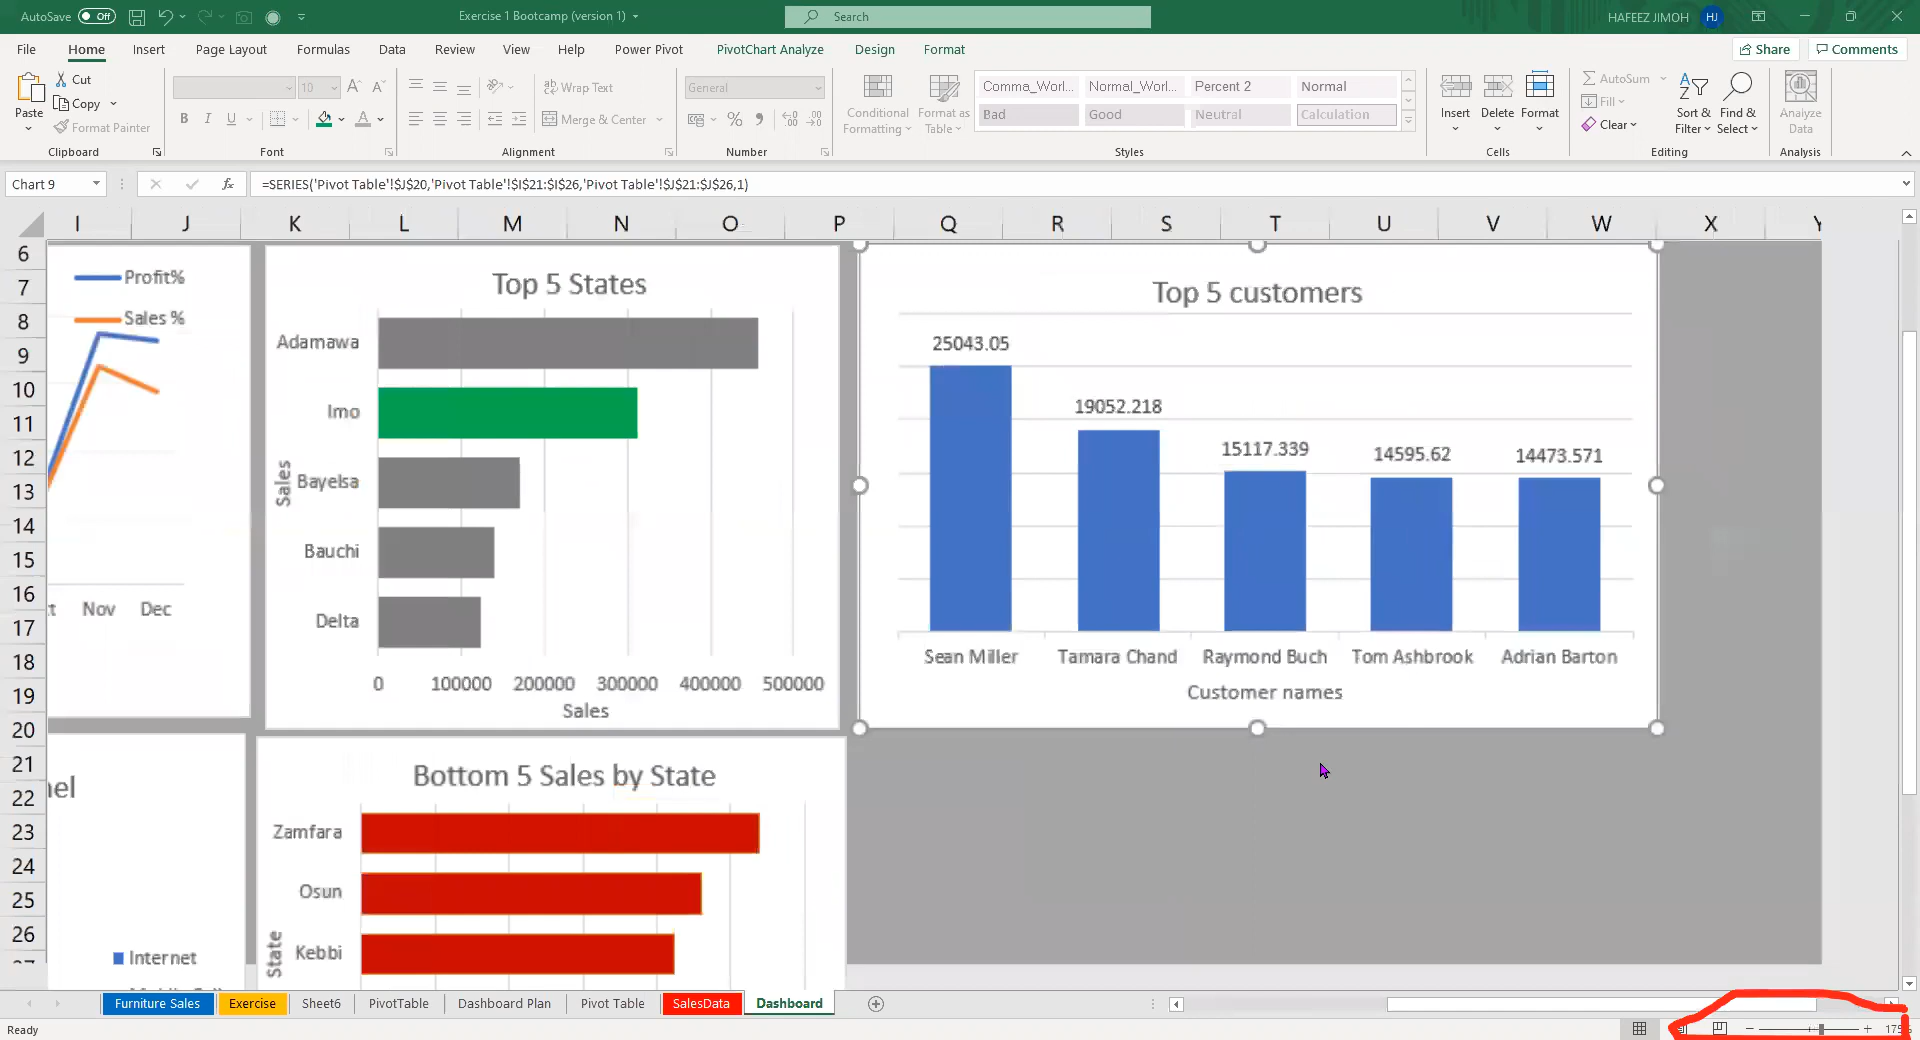 AutoSave Off Exercise 1 Bootcamp (version 1) Search HAFEEZ JIMOH HJ
File Home Insert Page Layout Formulas Data Review View Help Power Pivot PivotChart Analyze Design Format Share Comments
Paste Cut Copy Format Painter Clipboard
10 A A B I U A Font
Wrap Text Merge & Center Alignment
General % Number
Conditional Formatting Format as Table
Comma_Worl... Normal_Worl... Percent 2 Normal
Bad Good Neutral Calculation
Styles
Insert Delete Format Cells
AutoSum Fill Clear Sort & Filter Find & Select Editing
Analyze Data Analysis
Chart 9 fx =SERIES('Pivot Table'!$J$20,'Pivot Table'!$I$21:$I$26,'Pivot Table'!$J$21:$J$26,1)
I J K L M N O P Q R S T U V W X Y
6
7
8
9
10
11
12
13
14
15
16
17
18
19
20
21
22
23
24
25
26
Profit%
Sales %
Nov Dec
Top 5 States
Adamawa
Imo
Bayelsa
Bauchi
Delta
Sales
0 100000 200000 300000 400000 500000
Sales
Top 5 customers
25043.05
19052.218
15117.339
14595.62
14473.571
Sean Miller Tamara Chand Raymond Buch Tom Ashbrook Adrian Barton
Customer names
nel
Internet
Bottom 5 Sales by State
Zamfara
Osun
Kebbi
State
Furniture Sales Exercise Sheet6 PivotTable Dashboard Plan Pivot Table SalesData Dashboard
Ready 175